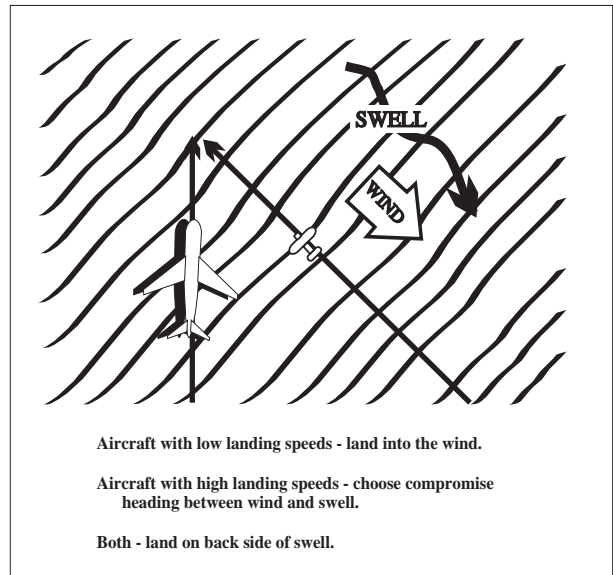 SWELL
WIND
Aircraft with low landing speeds - land into the wind.
Aircraft with high landing speeds - choose compromise
heading between wind and swell.
Both - land on back side of swell.